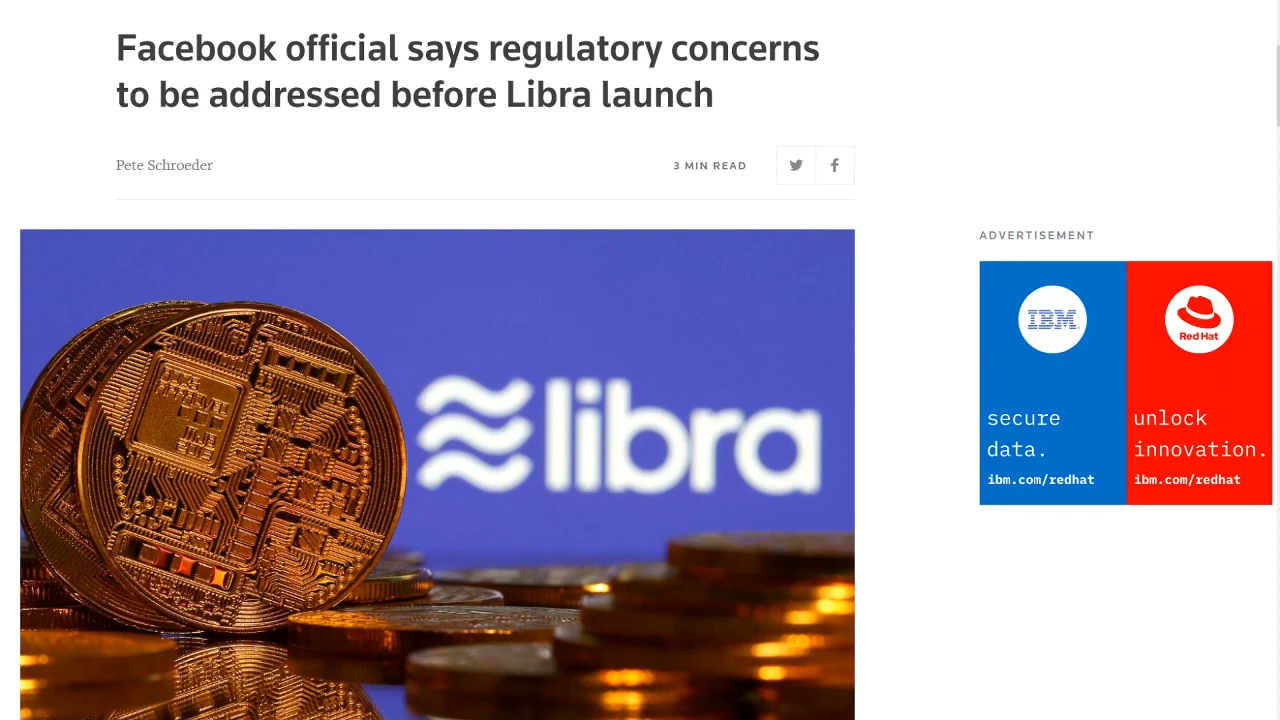 Facebook official says regulatory concerns
to be addressed before Libra launch
Pete Schroeder
3 MIN READ
libra
ADVERTISEMENT
IBM
secure
data.
ibm.com/redhat
Red Hat
unlock
innovation.
ibm.com/redhat